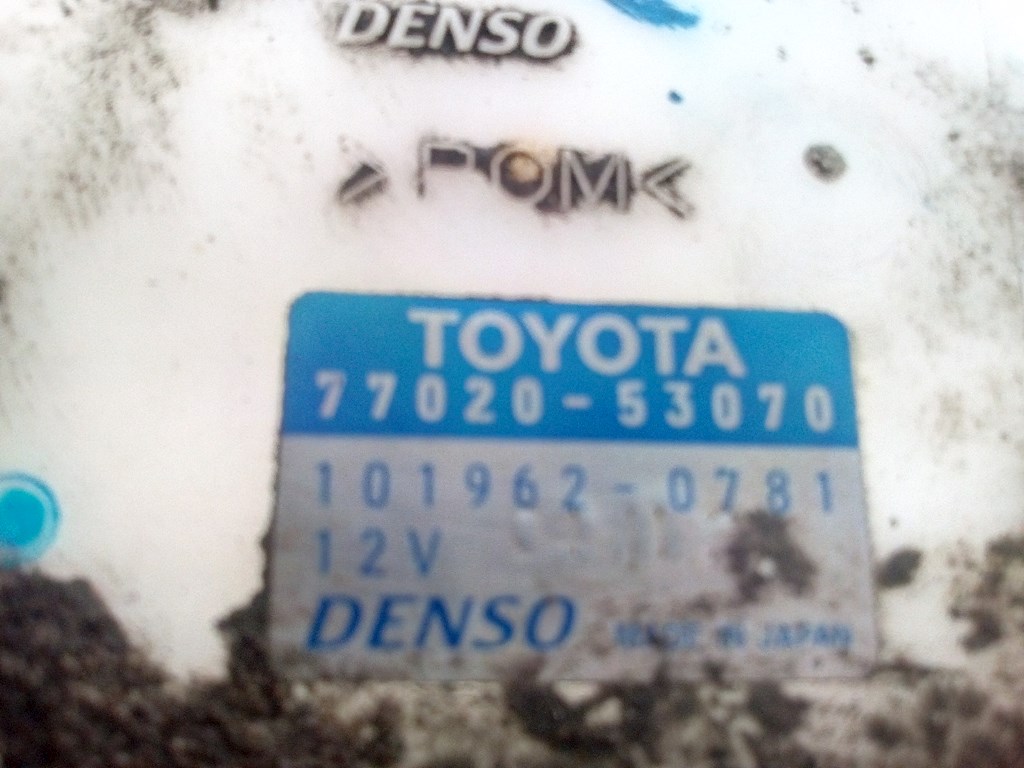 DENSO
>POM<
TOYOTA
77020-53070
101962-0781
12V
DENSO MADE IN JAPAN